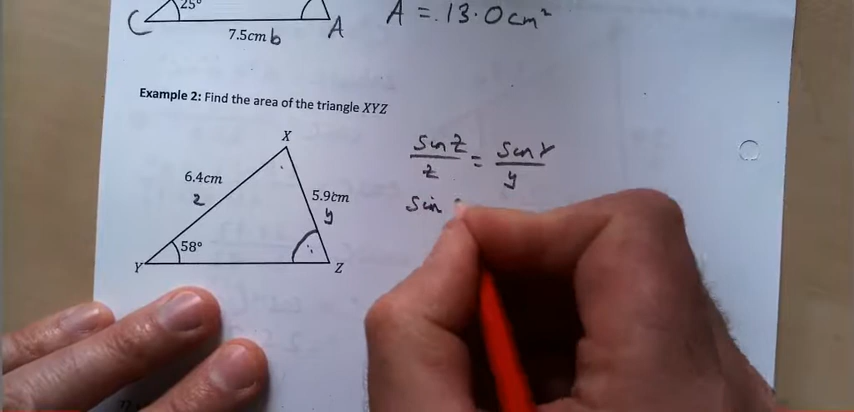 25°
C
7.5cm b A
A = 13.0cm²
Example 2: Find the area of the triangle XYZ
X
sin Z = sin Y
z y
6.4cm
z
5.9cm
y
sin
58°
Y
Z